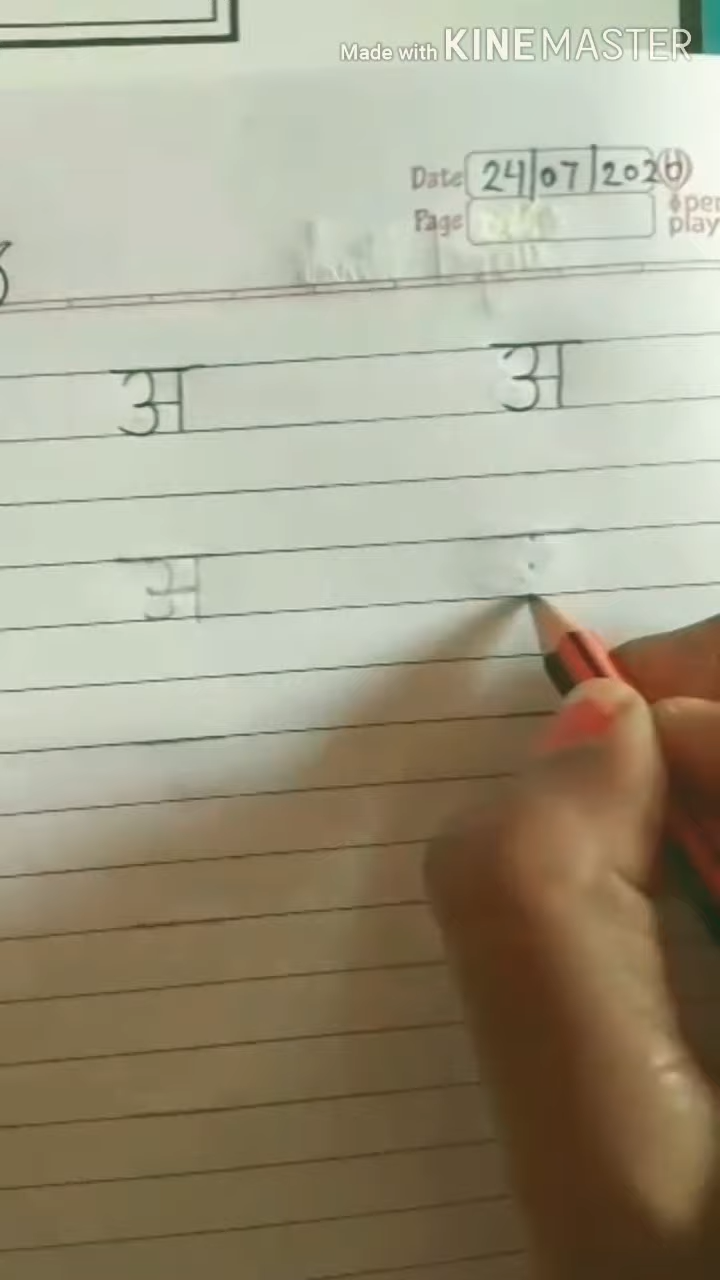 Made with KINEMASTER
Date 24/07/2020
Page
अ अ
अ